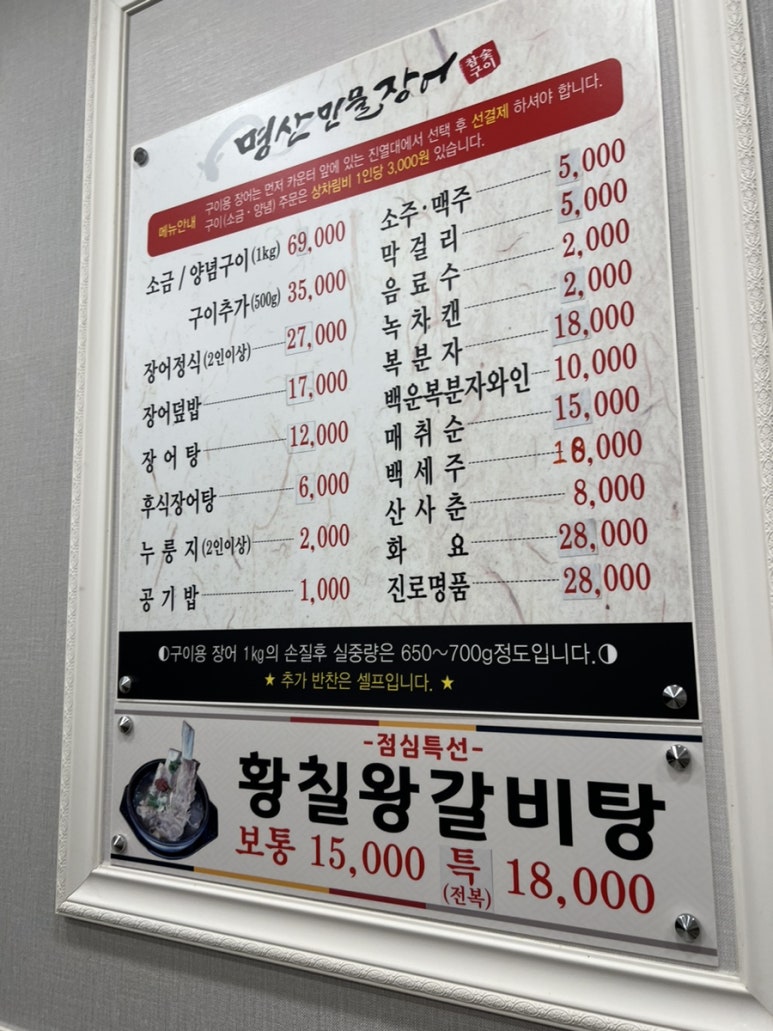 명산민물장어 참숯구이
메뉴안내
구이용 장어는 먼저 카운터 앞에 있는 진열대에서 선택 후 선결제 하셔야 합니다.
구이(소금·양념) 주문은 상차림비 1인당 3,000원 있습니다.
소금 / 양념구이(1kg) 69,000
구이추가(500g) 35,000
장어정식(2인이상) 27,000
장어덮밥 17,000
장어탕 12,000
후식장어탕 6,000
누룽지(2인이상) 2,000
공기밥 1,000
소주·맥주 5,000
막걸리 5,000
음료수 2,000
녹차캔 2,000
복분자 18,000
백운복분자와인 10,000
매취순 15,000
백세주 10,000
산사춘 8,000
화요 28,000
진로명품 28,000
구이용 장어 1kg의 손질후 실중량은 650~700g정도입니다.
★ 추가 반찬은 셀프입니다. ★
-점심특선-
황칠왕갈비탕
보통 15,000 특(전복) 18,000